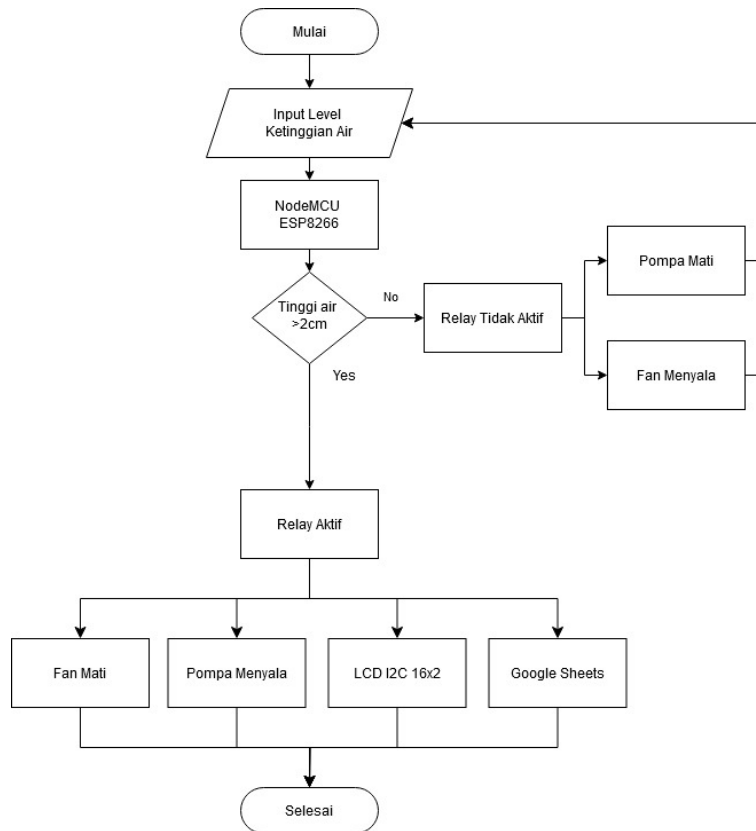 Mulai
Input Level
Ketinggian Air
NodeMCU
ESP8266
Tinggi air
>2cm
No
Relay Tidak Aktif
Pompa Mati
Fan Menyala
Yes
Relay Aktif
Fan Mati
Pompa Menyala
LCD I2C 16x2
Google Sheets
Selesai